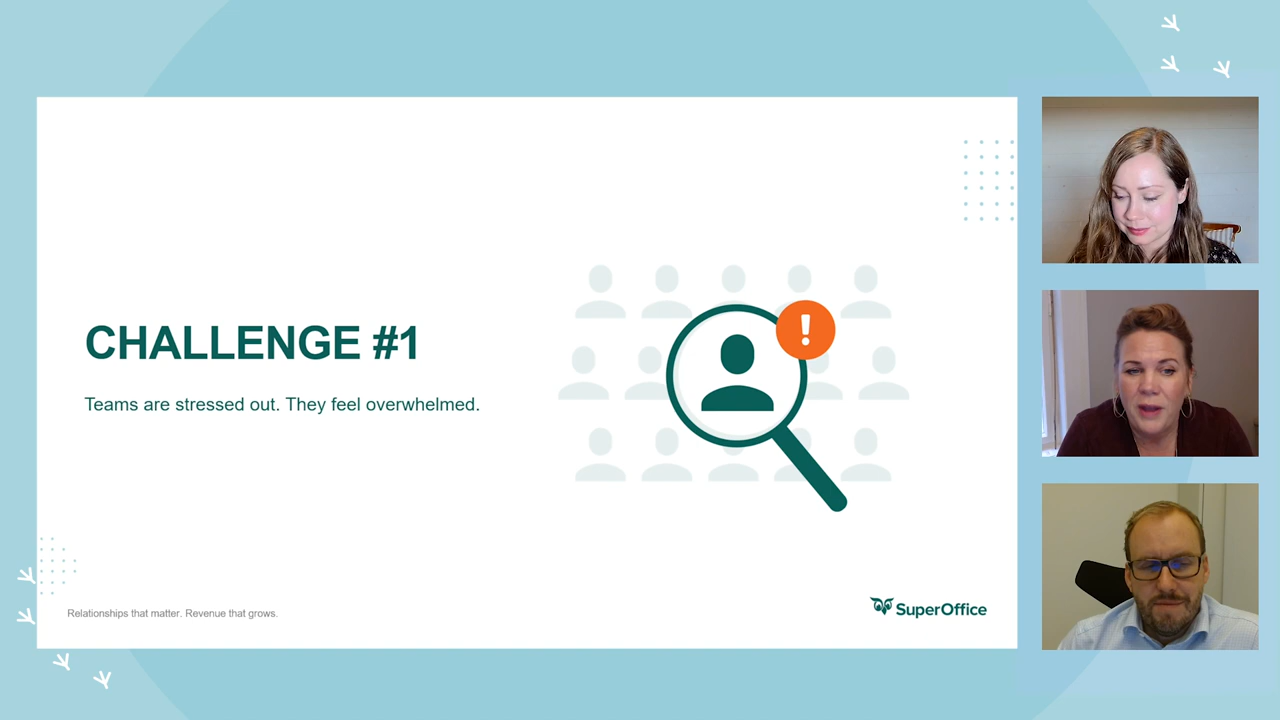 CHALLENGE #1
Teams are stressed out. They feel overwhelmed.
!
Relationships that matter. Revenue that grows.
SuperOffice